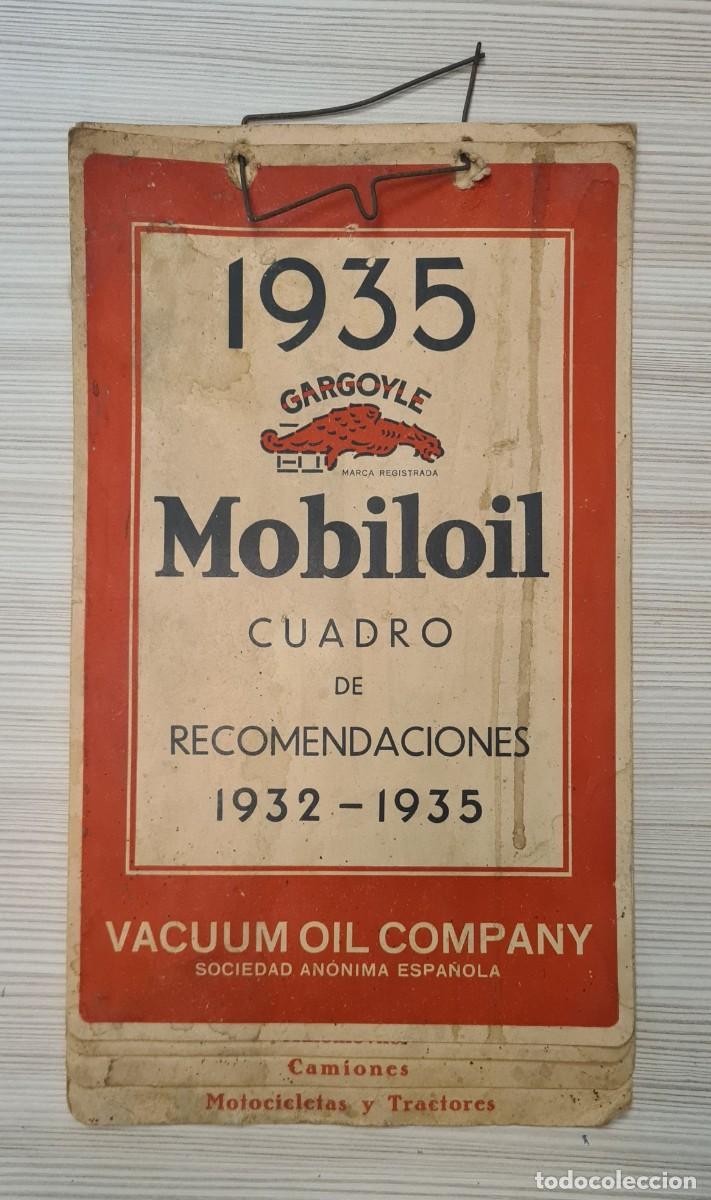 1935
GARGOYLE
MARCA REGISTRADA
Mobiloil
CUADRO
DE
RECOMENDACIONES
1932 - 1935
VACUUM OIL COMPANY
SOCIEDAD ANÓNIMA ESPAÑOLA
Camiones
Motocicletas y Tractores
todocoleccion